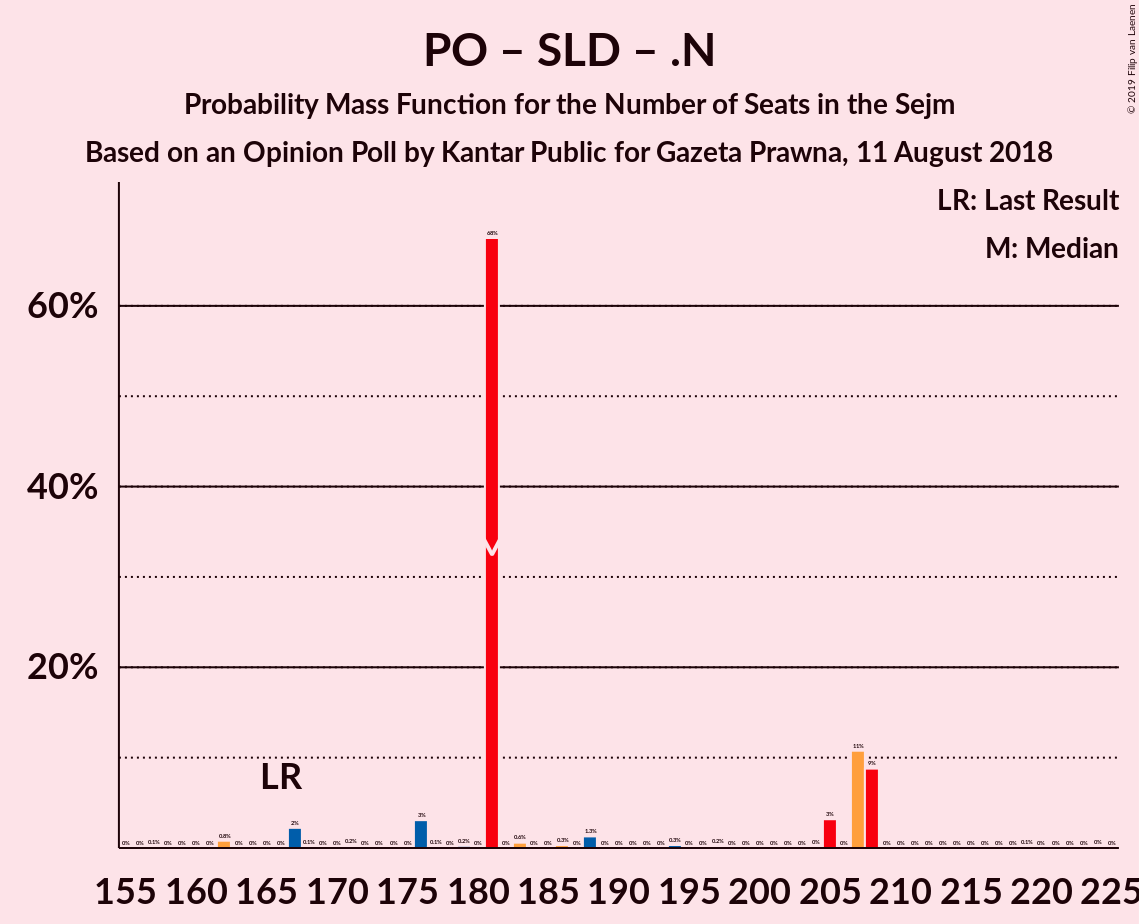 PO – SLD – .N
Probability Mass Function for the Number of Seats in the Sejm
Based on an Opinion Poll by Kantar Public for Gazeta Prawna, 11 August 2018
© 2019 Filip van Laenen
LR: Last Result
M: Median
60%
40%
20%
68%
M
LR
11%
9%
3%
3%
2%
1.3%
0.8%
0.6%
155 160 165 170 175 180 185 190 195 200 205 210 215 220 225